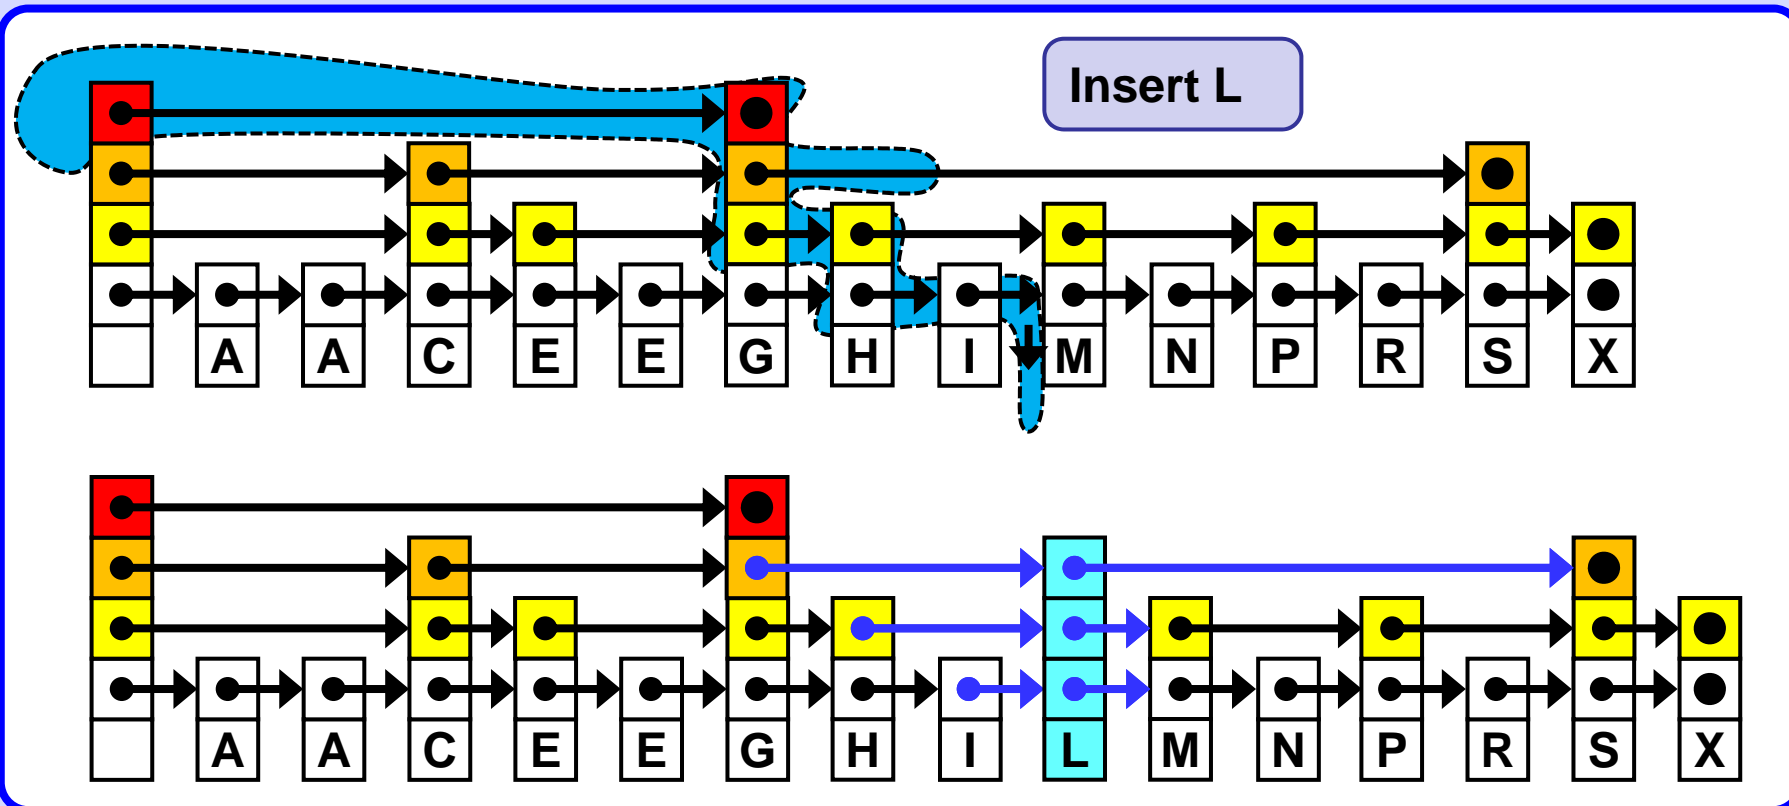 Insert L
A A C E E G H I M N P R S X
A A C E E G H I L M N P R S X